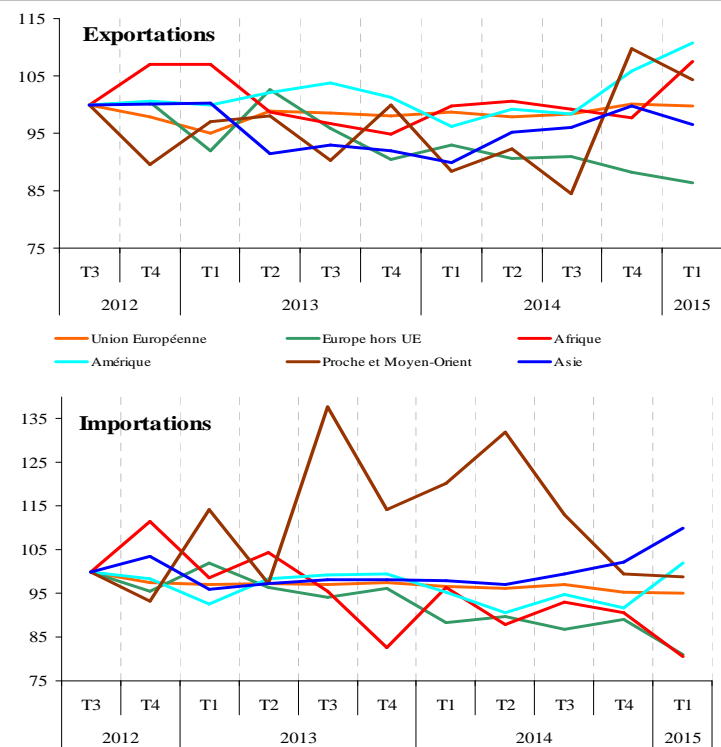 115
Exportations
105
95
85
75
T3 T4 T1 T2 T3 T4 T1 T2 T3 T4 T1
2012 2013 2014 2015
Union Européenne Europe hors UE Afrique
Amérique Proche et Moyen-Orient Asie
135
Importations
125
115
105
95
85
75
T3 T4 T1 T2 T3 T4 T1 T2 T3 T4 T1
2012 2013 2014 2015